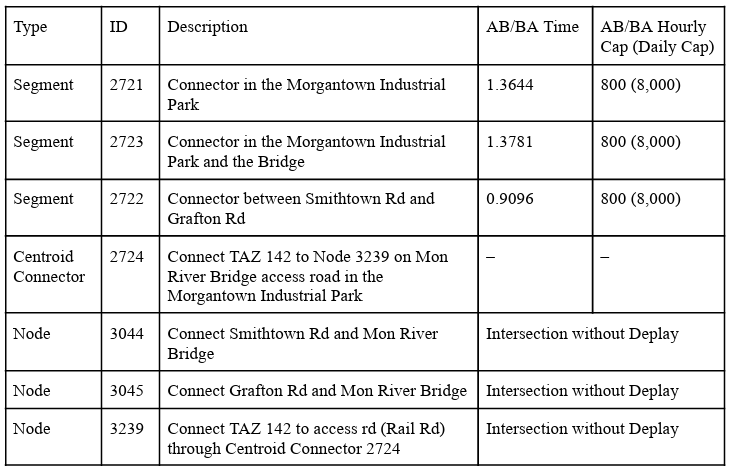 Type ID Description AB/BA Time AB/BA Hourly
Cap (Daily Cap)
Segment 2721 Connector in the Morgantown Industrial 1.3644 800 (8,000)
Park
Segment 2723 Connector in the Morgantown Industrial 1.3781 800 (8,000)
Park and the Bridge
Segment 2722 Connector between Smithtown Rd and 0.9096 800 (8,000)
Grafton Rd
Centroid 2724 Connect TAZ 142 to Node 3239 on Mon – –
Connector River Bridge access road in the
Morgantown Industrial Park
Node 3044 Connect Smithtown Rd and Mon River Intersection without Deplay
Bridge
Node 3045 Connect Grafton Rd and Mon River Bridge Intersection without Deplay
Node 3239 Connect TAZ 142 to access rd (Rail Rd) Intersection without Deplay
through Centroid Connector 2724